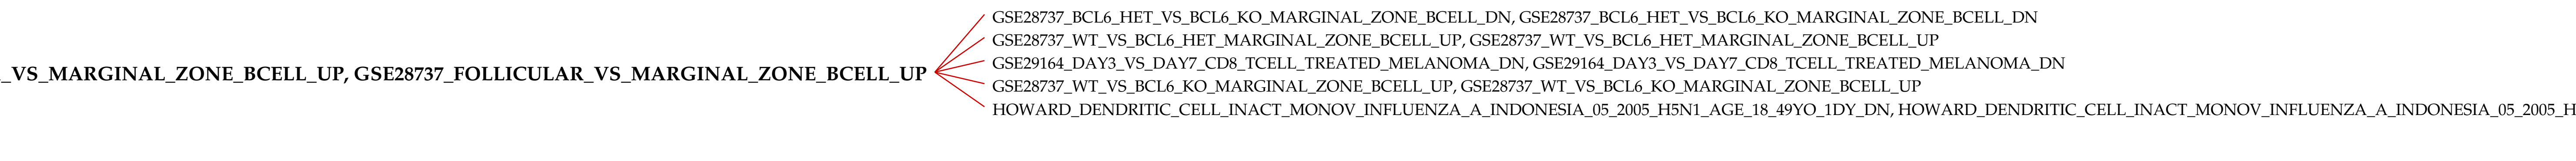 GSE28737_BCL6_HET_VS_BCL6_KO_MARGINAL_ZONE_BCELL_DN, GSE28737_BCL6_HET_VS_BCL6_KO_MARGINAL_ZONE_BCELL_DN
GSE28737_WT_VS_BCL6_HET_MARGINAL_ZONE_BCELL_UP, GSE28737_WT_VS_BCL6_HET_MARGINAL_ZONE_BCELL_UP
GSE29164_DAY3_VS_DAY7_CD8_TCELL_TREATED_MELANOMA_DN, GSE29164_DAY3_VS_DAY7_CD8_TCELL_TREATED_MELANOMA_DN
_VS_MARGINAL_ZONE_BCELL_UP, GSE28737_FOLLICULAR_VS_MARGINAL_ZONE_BCELL_UP
GSE28737_WT_VS_BCL6_KO_MARGINAL_ZONE_BCELL_UP, GSE28737_WT_VS_BCL6_KO_MARGINAL_ZONE_BCELL_UP
HOWARD_DENDRITIC_CELL_INACT_MONOV_INFLUENZA_A_INDONESIA_05_2005_H5N1_AGE_18_49YO_1DY_DN, HOWARD_DENDRITIC_CELL_INACT_MONOV_INFLUENZA_A_INDONESIA_05_2005_H